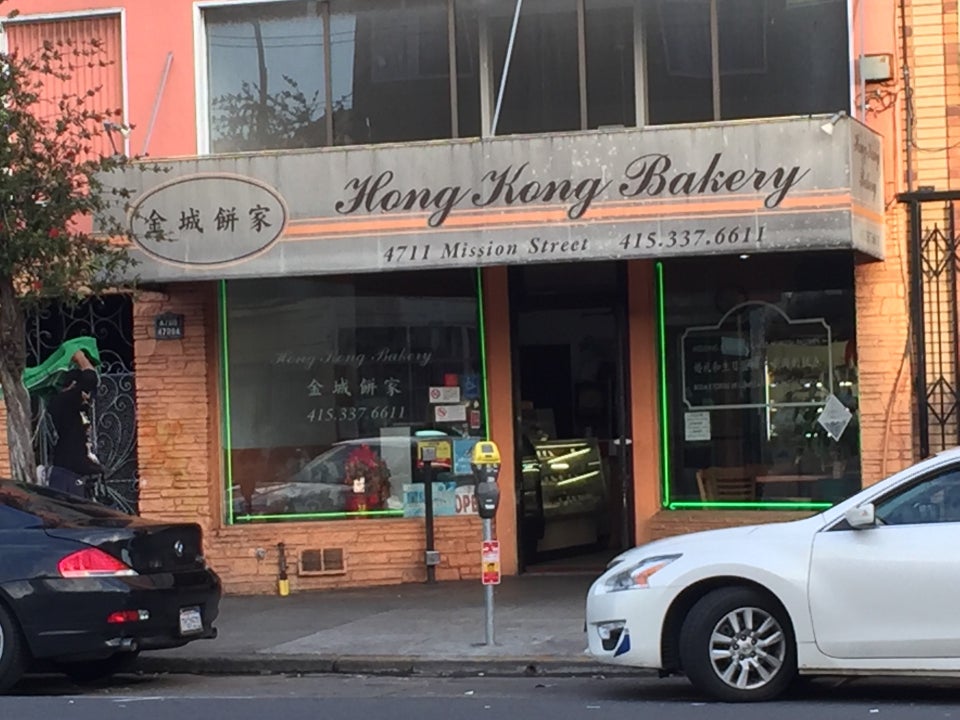 金城餅家
Hong Kong Bakery
4711 Mission Street 415.337.6611
4709A
Hong Kong Bakery
金城餅家
415.337.6611
OPE